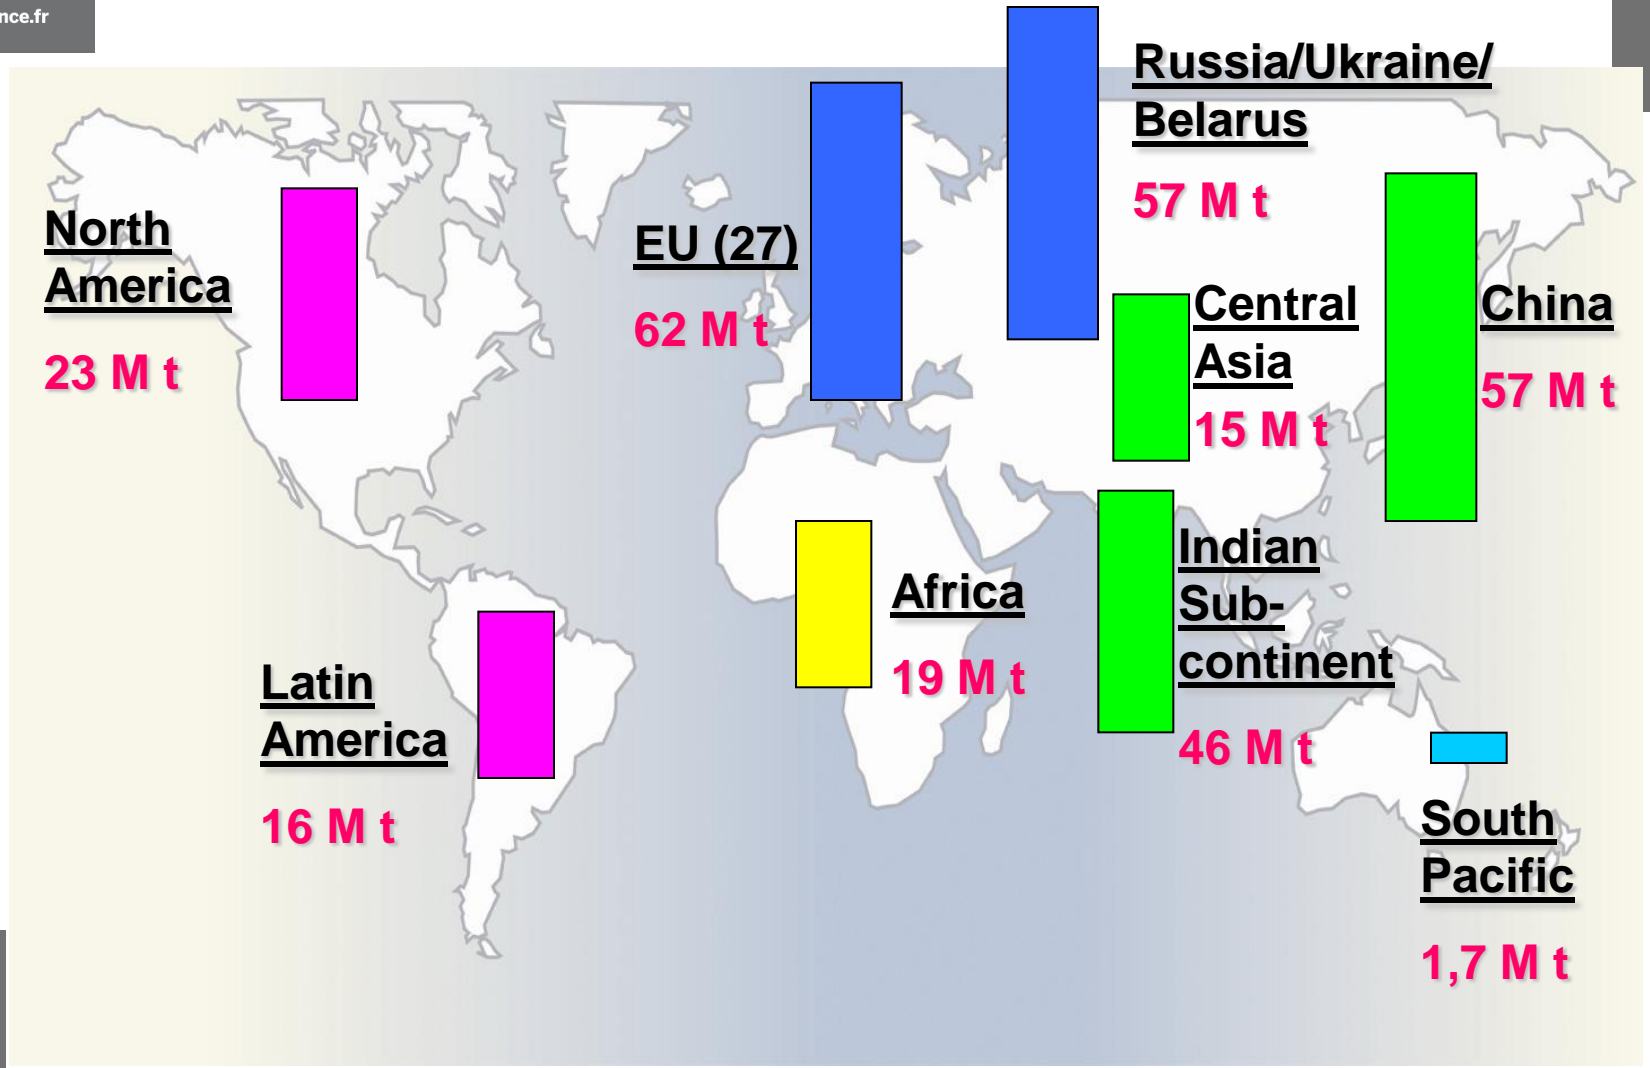 nce.fr
Russia/Ukraine/
Belarus
57 M t
North
America
23 M t
EU (27)
62 M t
Central
Asia
15 M t
China
57 M t
Indian
Sub-
continent
46 M t
Africa
19 M t
Latin
America
16 M t
South
Pacific
1,7 M t